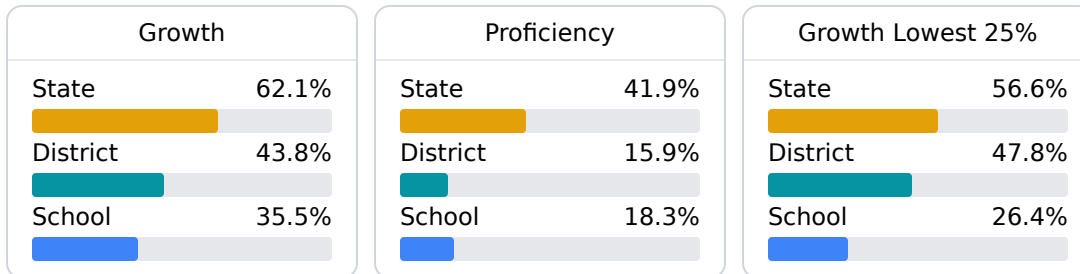 Growth
State 62.1%
District 43.8%
School 35.5%
Proficiency
State 41.9%
District 15.9%
School 18.3%
Growth Lowest 25%
State 56.6%
District 47.8%
School 26.4%